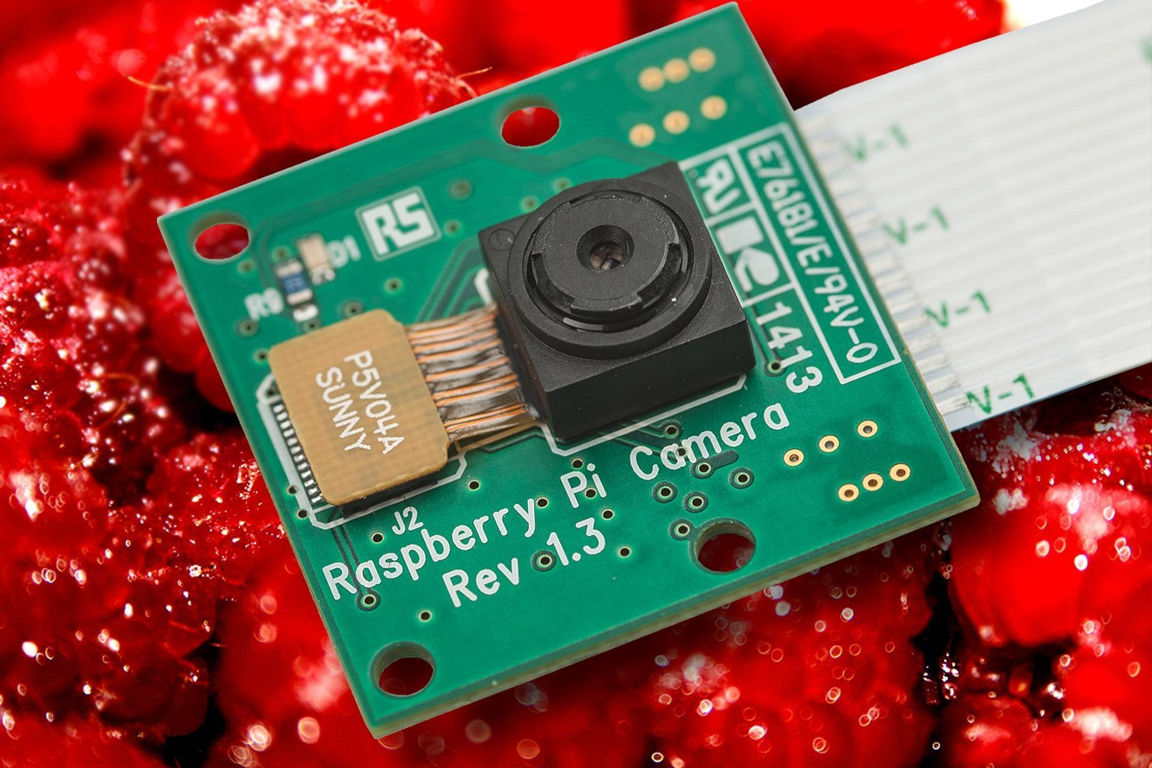 RS
D1
R9
E76181/E/94V-0
1413
P5V04A
SUNNY
J2
Raspberry Pi Camera
Rev 1.3
V-1
V-1
V-1
V-1